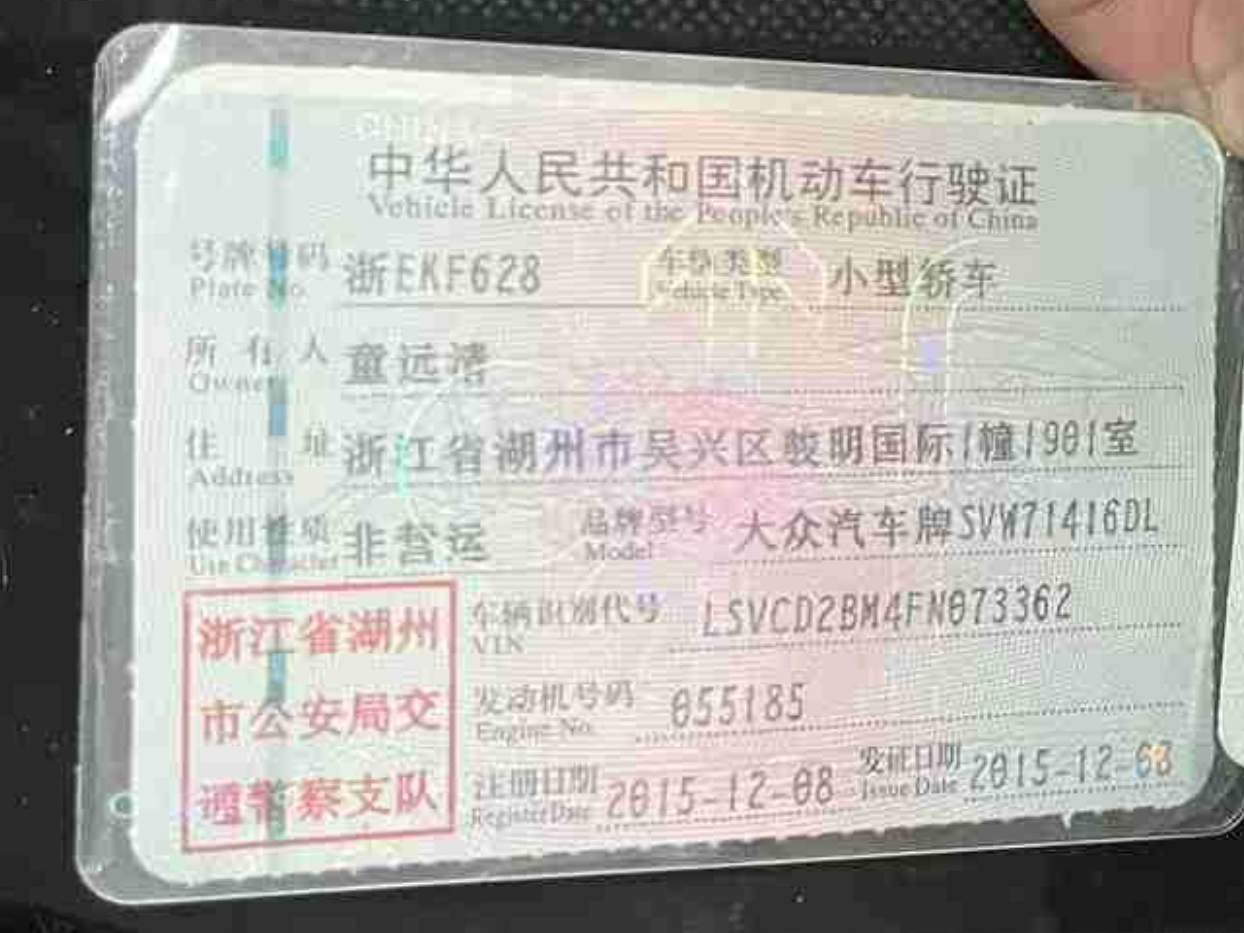 CHINA
中华人民共和国机动车行驶证
Vehicle License of the People's Republic of China
号牌号码 浙EKF628 车辆类型 小型轿车
Plate No. Vehicle Type
所有人 童远
Owner
住址 浙江省湖州市吴兴区骏明国际1幢1901室
Address
使用性质 非营运 品牌型号 大众汽车牌SVW71416DL
Use Character Model
浙江省湖州 车辆识别代号 LSVCD2BM4FN073362
VIN
市公安局交 发动机号码 055185
Engine No.
通警察支队 注册日期 2015-12-08 发证日期 2015-12-08
Register Date Issue Date